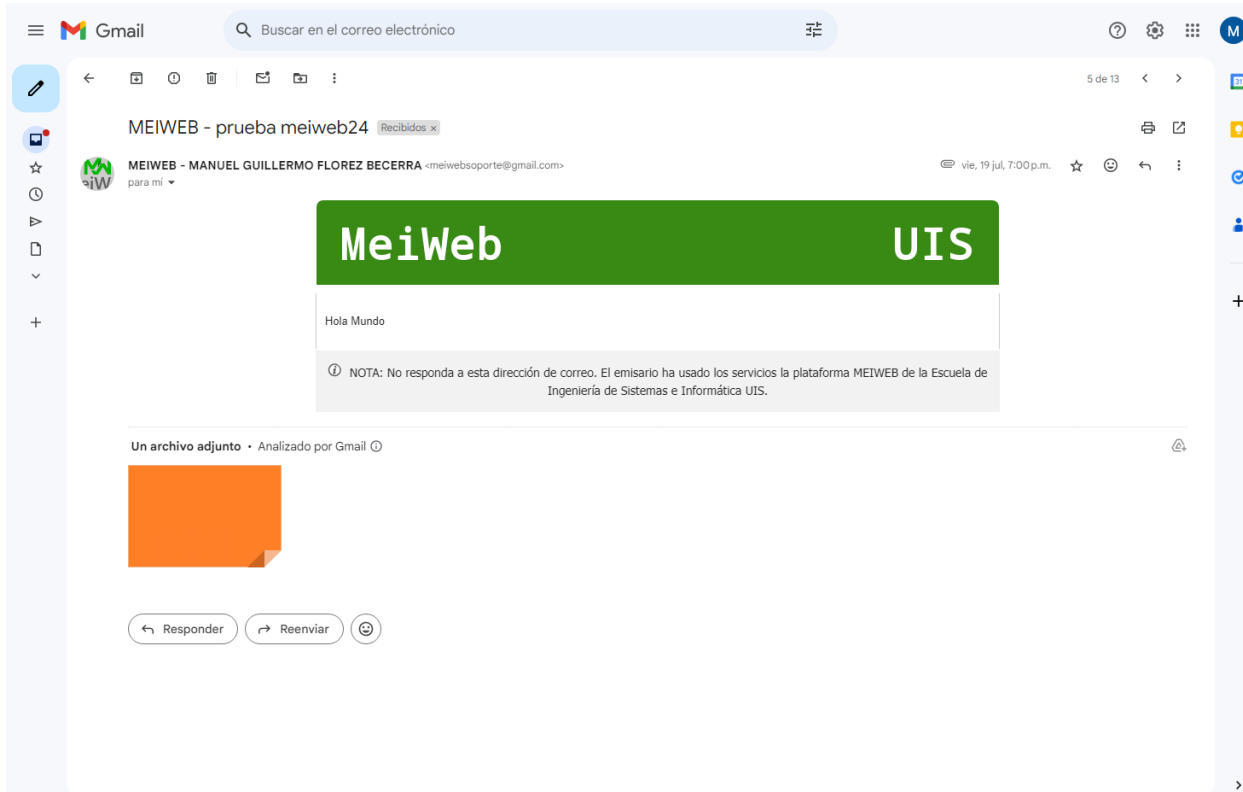 Gmail
Buscar en el correo electrónico
M
5 de 13
31
MEIWEB - prueba meiweb24 Recibidos x
MEIWEB - MANUEL GUILLERMO FLOREZ BECERRA <meiwebsoporte@gmail.com>
vie, 19 jul, 7:00 p.m.
para mí
MeiWeb UIS
Hola Mundo
NOTA: No responda a esta dirección de correo. El emisario ha usado los servicios la plataforma MEIWEB de la Escuela de
Ingeniería de Sistemas e Informática UIS.
Un archivo adjunto • Analizado por Gmail
Responder
Reenviar